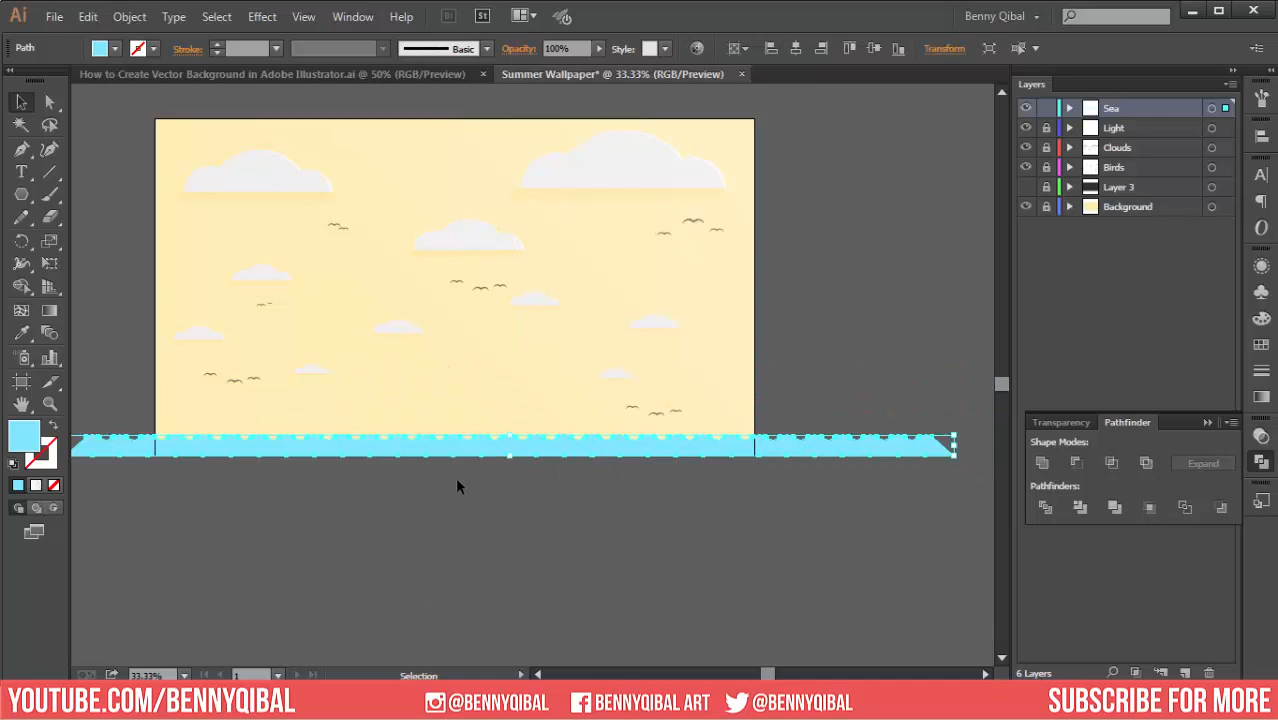 Ai File Edit Object Type Select Effect View Window Help Br St Benny Qibal
Path Stroke: Basic Opacity: 100% Style: Transform
How to Create Vector Background in Adobe Illustrator.ai @ 50% (RGB/Preview) × Summer Wallpaper* @ 33.33% (RGB/Preview) ×
Layers
Sea
Light
Clouds
Birds
Layer 3
Background
Transparency Pathfinder
Shape Modes:
Expand
Pathfinders:
33.33% 1 Selection 6 Layers
YOUTUBE.COM/BENNYQIBAL @BENNYQIBAL BENNYQIBAL ART @BENNYQIBAL SUBSCRIBE FOR MORE